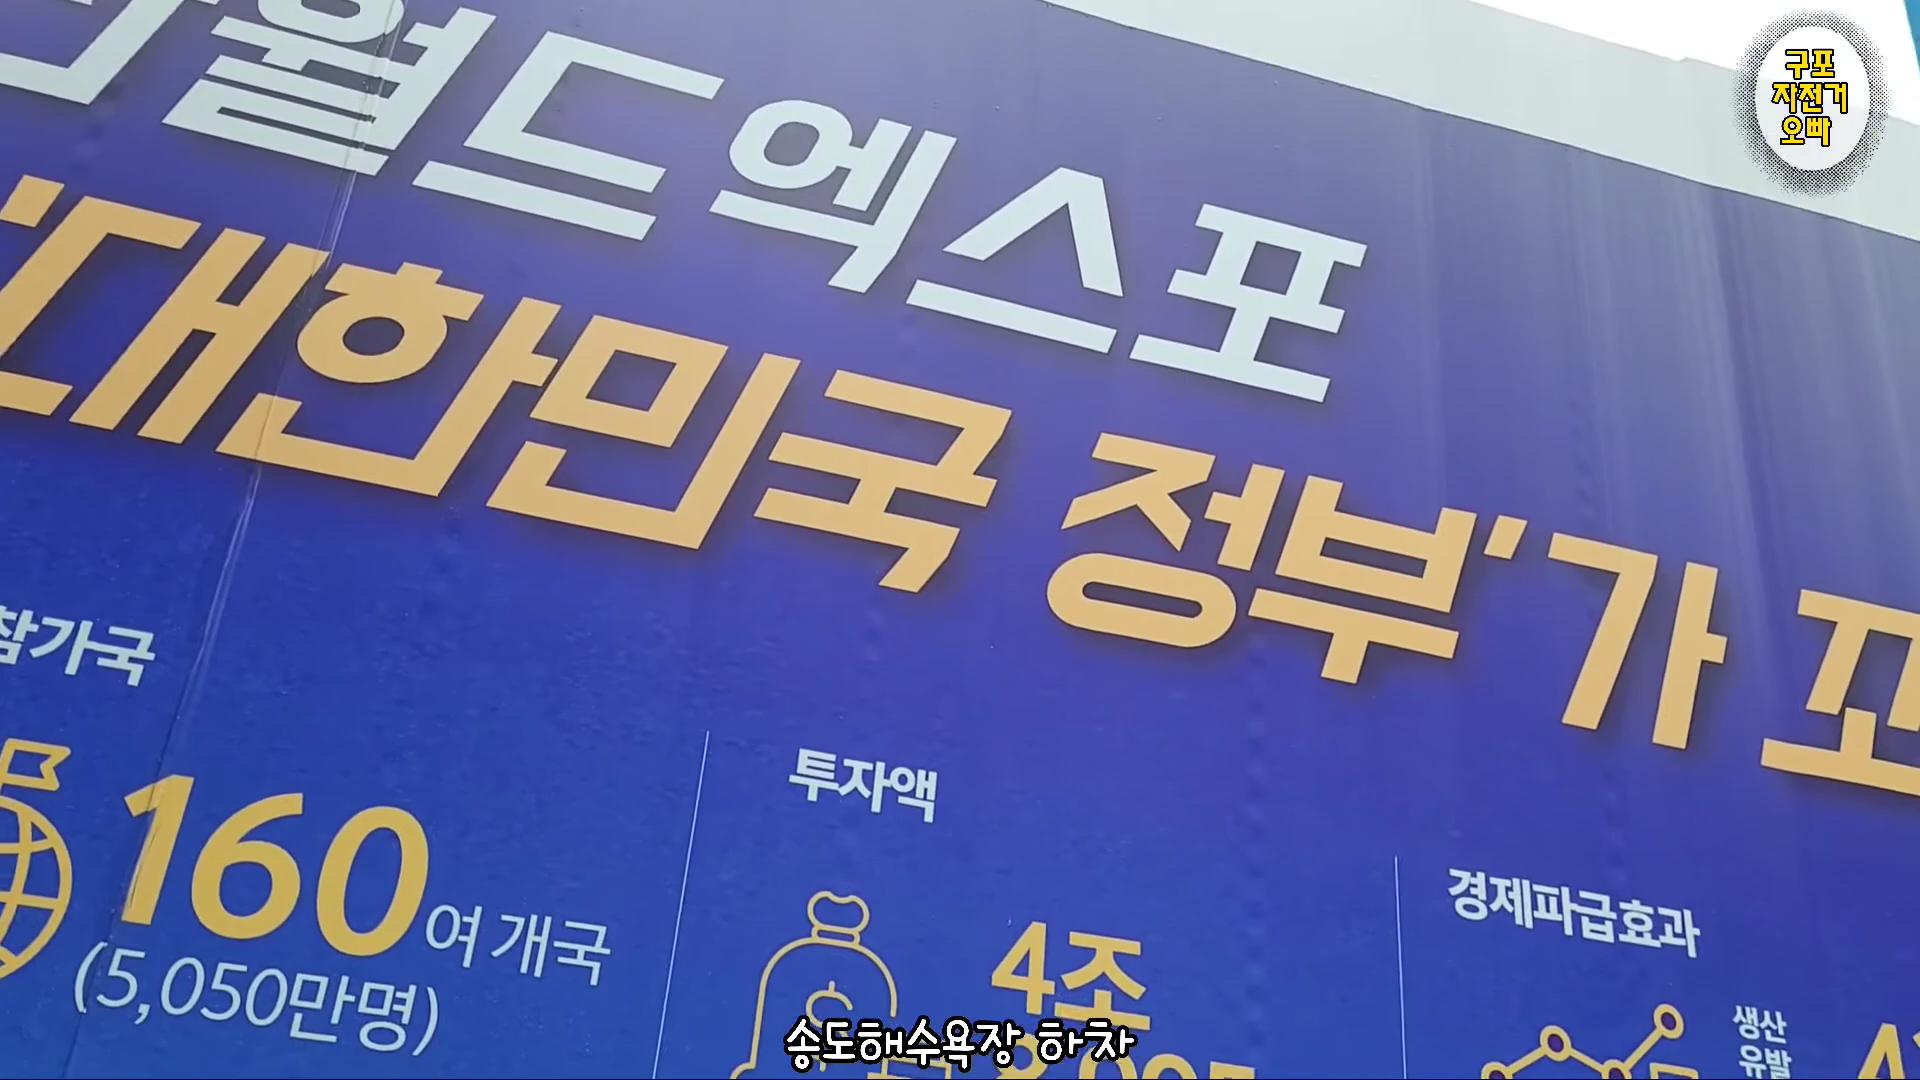 월드엑스포
'대한민국 정부'가
참가국
160여 개국
(5,050만명)
투자액
4조
경제파급효과
생산
유발
구포
자전거
오빠
송도해수욕장 하차